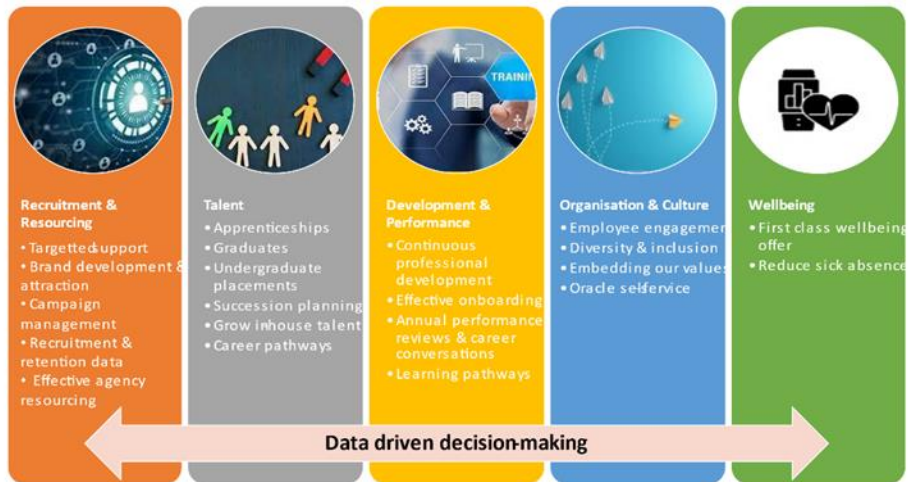 Recruitment &
Resourcing
• Targetted support
• Brand development &
attraction
• Campaign
management
• Recruitment &
retention data
• Effective agency
resourcing
Talent
• Apprenticeships
• Graduates
• Undergraduate
placements
• Succession planning
• Grow inhouse talent
• Career pathways
TRAINI
Development &
Performance
• Continuous
professional
development
• Effective onboarding
• Annual performance
reviews & career
conversations
• Learning pathways
Organisation & Culture
• Employee engagemen
• Diversity & inclusion
• Embedding our values
• Oracle self-service
Wellbeing
• First class wellbeing
offer
• Reduce sick absence
Data driven decision-making